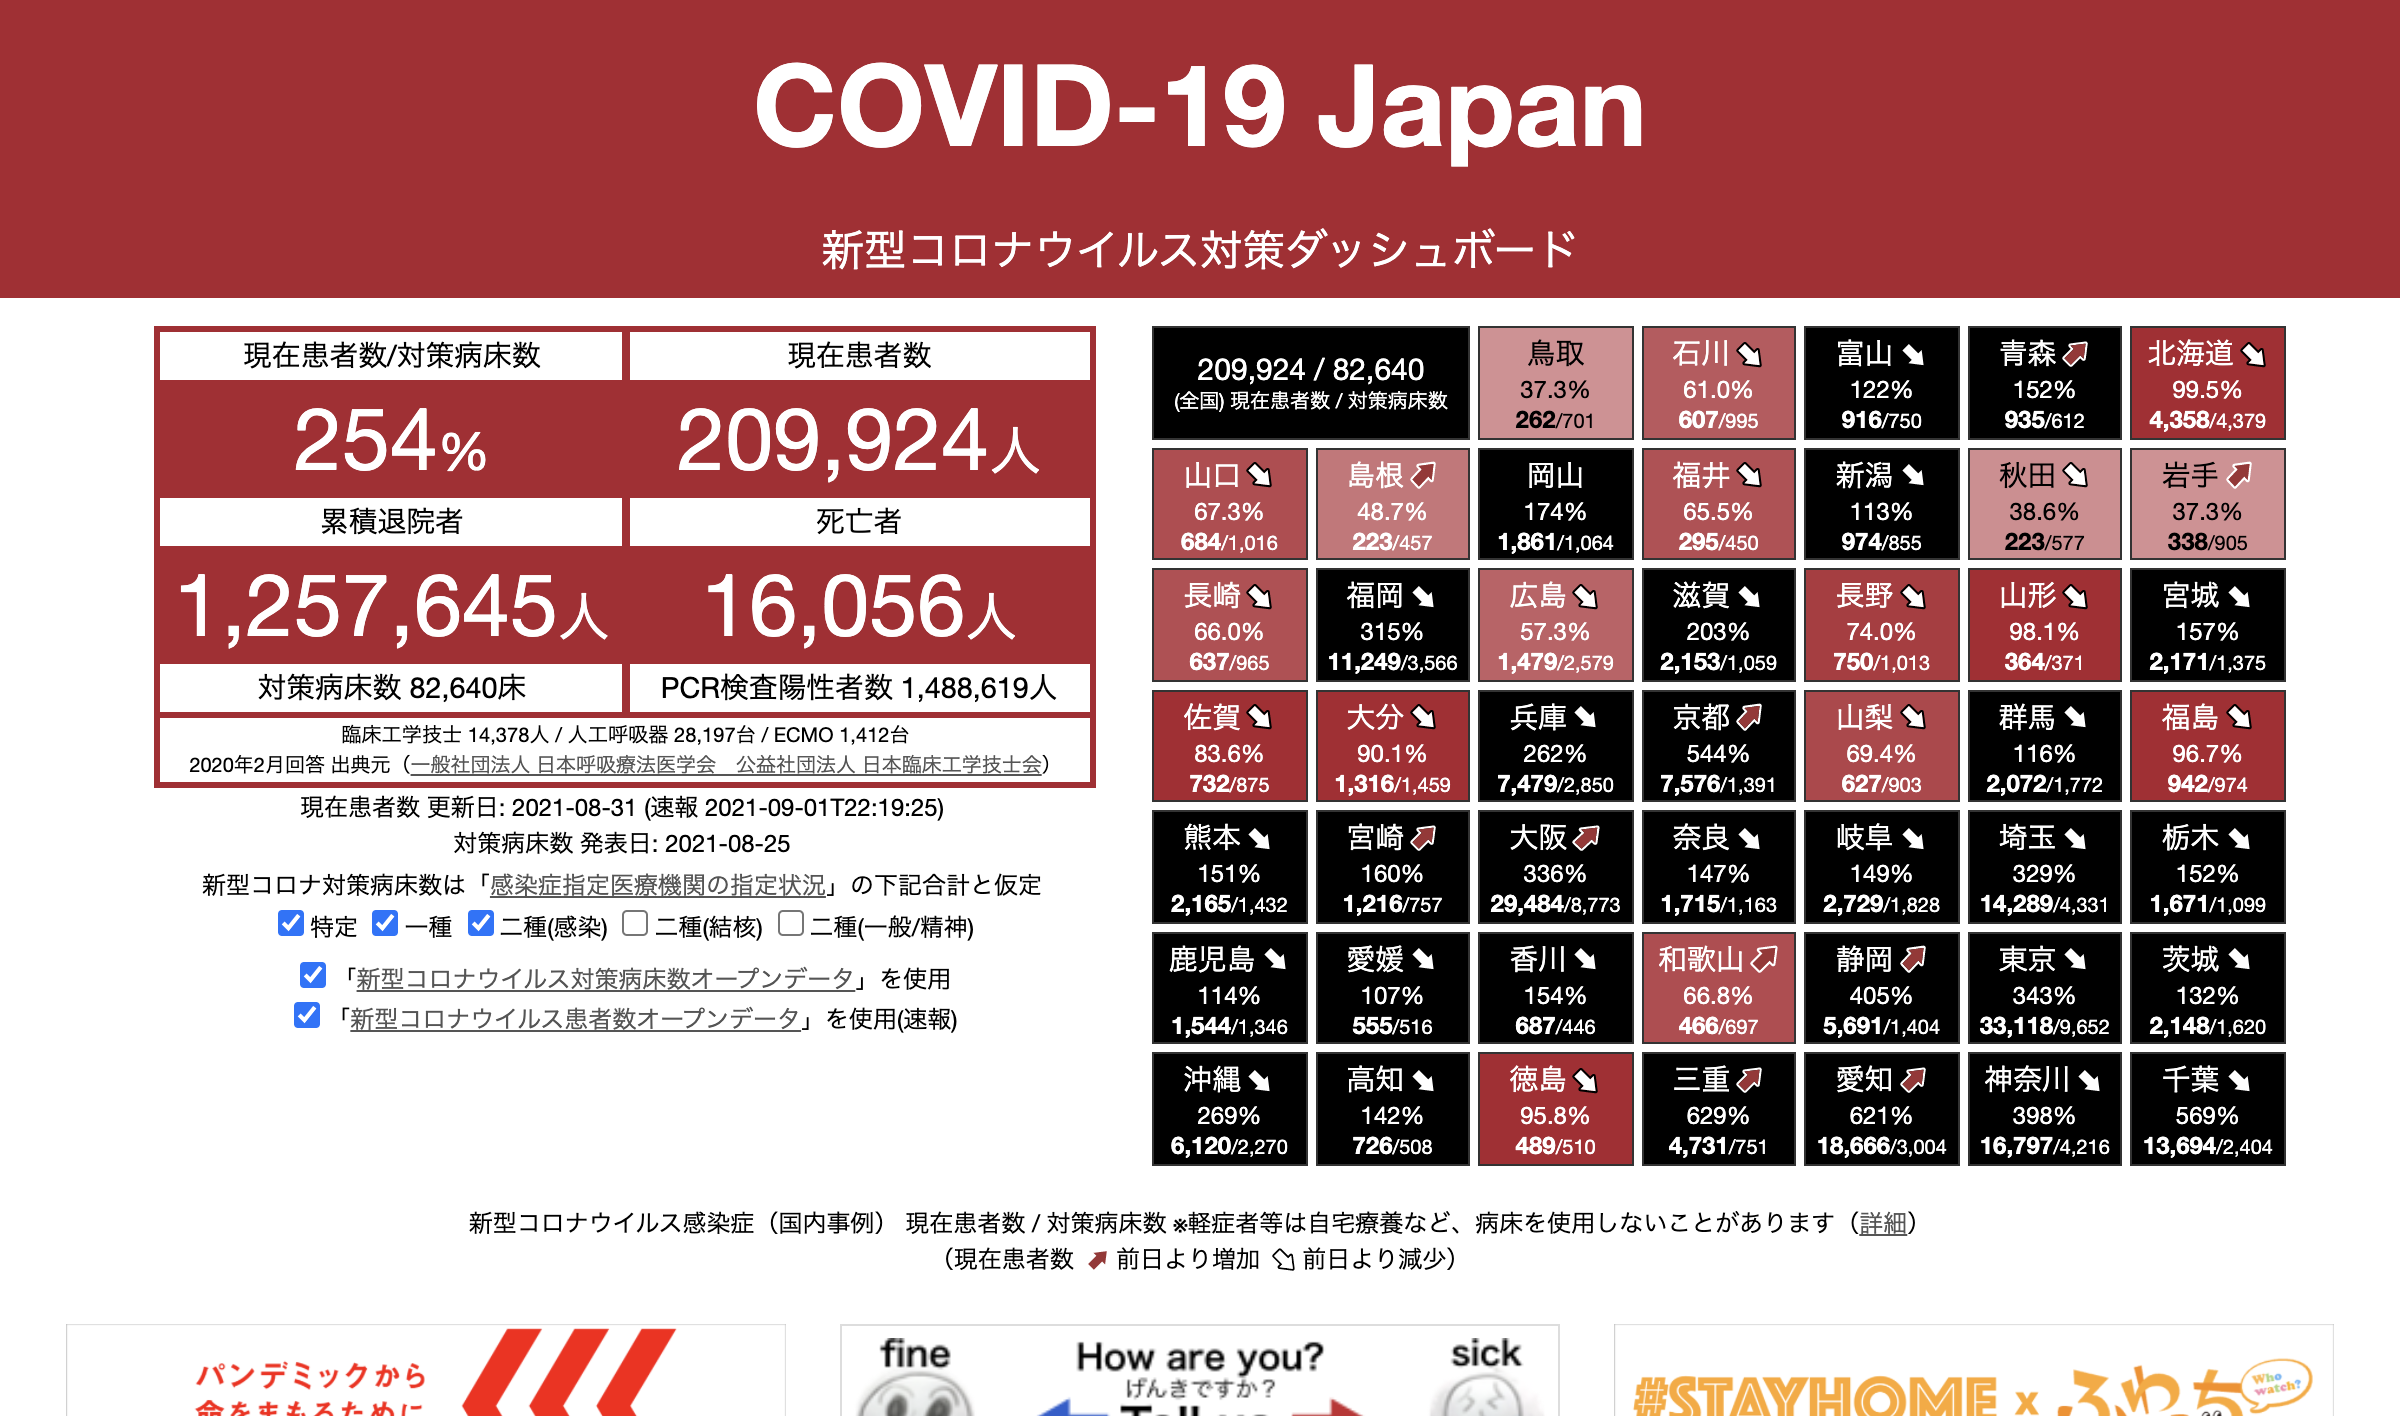 COVID-19 Japan
新型コロナウイルス対策ダッシュボード
現在患者数/対策病床数
現在患者数
254%
209,924人
累積退院者
死亡者
1,257,645人
16,056人
対策病床数 82,640床
PCR検査陽性者数 1,488,619人
臨床工学技士 14,378人 / 人工呼吸器 28,197台 / ECMO 1,412台
2020年2月回答 出典元（一般社団法人 日本呼吸療法医学会　公益社団法人 日本臨床工学技士会）
現在患者数 更新日: 2021-08-31 (速報 2021-09-01T22:19:25)
対策病床数 発表日: 2021-08-25
新型コロナ対策病床数は「感染症指定医療機関の指定状況」の下記合計と仮定
特定 一種 二種(感染) 二種(結核) 二種(一般/精神)
「新型コロナウイルス対策病床数オープンデータ」を使用
「新型コロナウイルス患者数オープンデータ」を使用(速報)
209,924 / 82,640
(全国) 現在患者数 / 対策病床数
鳥取
37.3%
262/701
石川
61.0%
607/995
富山
122%
916/750
青森
152%
935/612
北海道
99.5%
4,358/4,379
山口
67.3%
684/1,016
島根
48.7%
223/457
岡山
174%
1,861/1,064
福井
65.5%
295/450
新潟
113%
974/855
秋田
38.6%
223/577
岩手
37.3%
338/905
長崎
66.0%
637/965
福岡
315%
11,249/3,566
広島
57.3%
1,479/2,579
滋賀
203%
2,153/1,059
長野
74.0%
750/1,013
山形
98.1%
364/371
宮城
157%
2,171/1,375
佐賀
83.6%
732/875
大分
90.1%
1,316/1,459
兵庫
262%
7,479/2,850
京都
544%
7,576/1,391
山梨
69.4%
627/903
群馬
116%
2,072/1,772
福島
96.7%
942/974
熊本
151%
2,165/1,432
宮崎
160%
1,216/757
大阪
336%
29,484/8,773
奈良
147%
1,715/1,163
岐阜
149%
2,729/1,828
埼玉
329%
14,289/4,331
栃木
152%
1,671/1,099
鹿児島
114%
1,544/1,346
愛媛
107%
555/516
香川
154%
687/446
和歌山
66.8%
466/697
静岡
405%
5,691/1,404
東京
343%
33,118/9,652
茨城
132%
2,148/1,620
沖縄
269%
6,120/2,270
高知
142%
726/508
徳島
95.8%
489/510
三重
629%
4,731/751
愛知
621%
18,666/3,004
神奈川
398%
16,797/4,216
千葉
569%
13,694/2,404
新型コロナウイルス感染症（国内事例） 現在患者数 / 対策病床数 ※軽症者等は自宅療養など、病床を使用しないことがあります（詳細）
（現在患者数 前日より増加 前日より減少）
パンデミックから
命をまもるために
fine
How are you?
sick
げんきですか？
Tell us
#STAYHOME x ふわっち
Who watch?